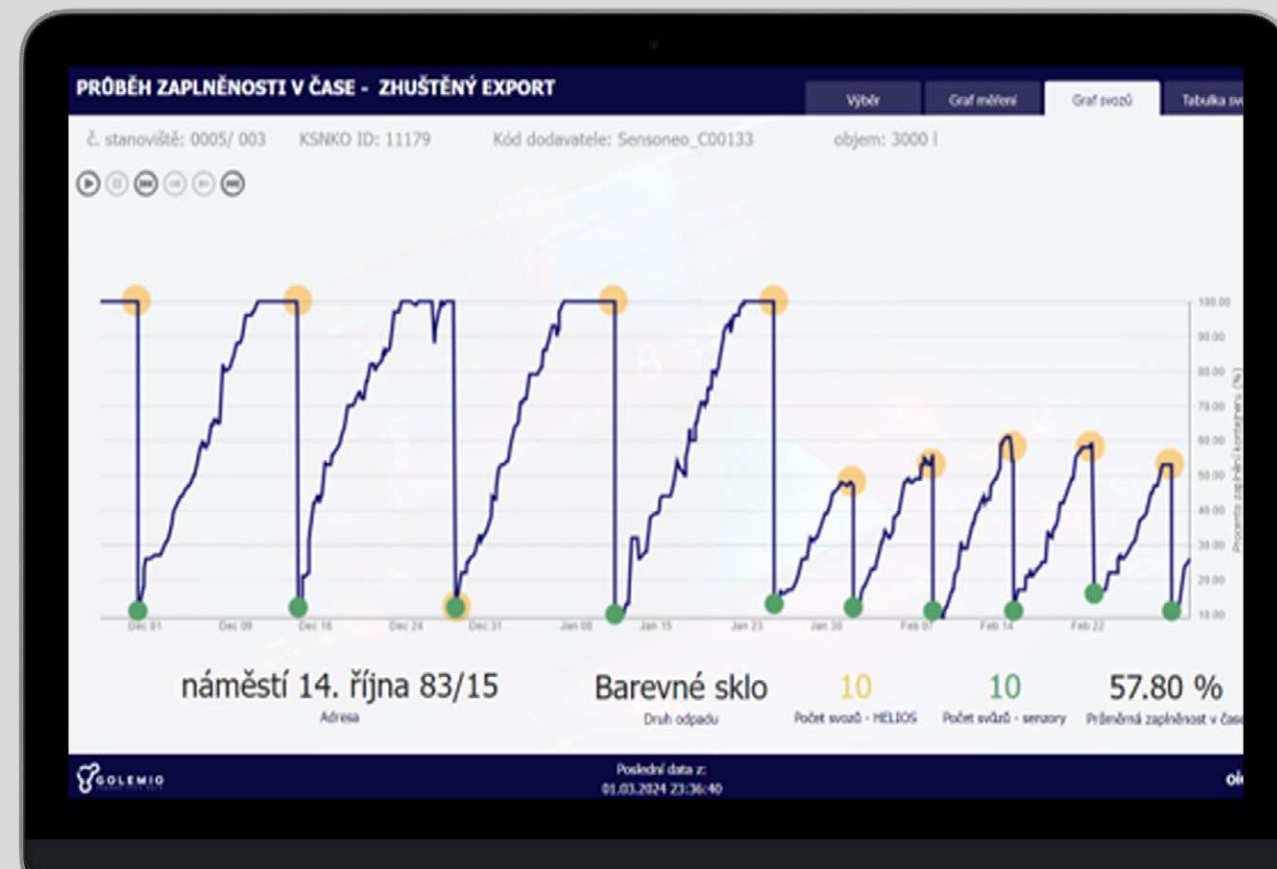 PRŮBĚH ZAPLNĚNOSTI V ČASE - ZHUŠTĚNÝ EXPORT
Výběr
Graf měření
Graf svozů
Tabulka sv
č. stanoviště: 0005/ 003
KSNKO ID: 11179
Kód dodavatele: Sensoneo_C00133
objem: 3000 l
100.00
90.00
80.00
70.00
60.00
50.00
40.00
30.00
20.00
10.00
Procenta zaplnění kontejneru (%)
Dec 01
Dec 09
Dec 16
Dec 24
Dec 31
Jan 08
Jan 15
Jan 23
Jan 30
Feb 07
Feb 14
Feb 22
náměstí 14. října 83/15
Adresa
Barevné sklo
Druh odpadu
10
Počet svozů - HELIOS
10
Počet svozů - senzory
57.80 %
Průměrná zaplněnost v čase
GOLEMIO
Poslední data z:
01.03.2024 23:36:40